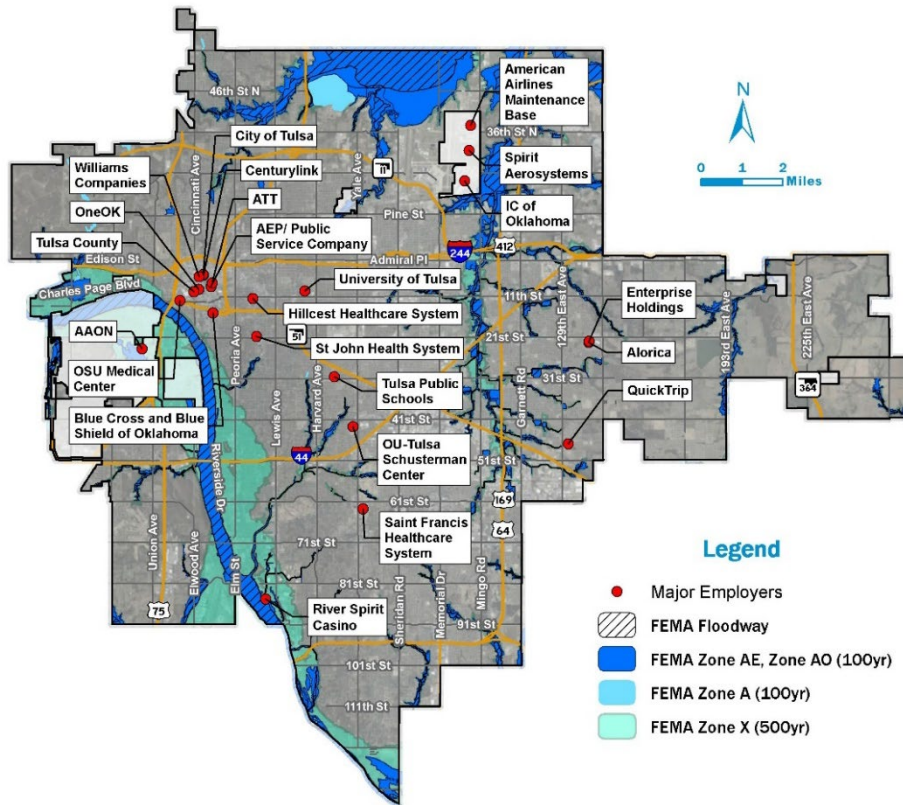 American
Airlines
Maintenance
Base
46th St N
36th St N
N
0 1 2
Miles
City of Tulsa
Williams
Companies
Centurylink
Cincinnati Ave
Yale Ave
11
Spirit
Aerosystems
OneOK
ATT
IC of
Oklahoma
Pine St
Tulsa County
AEP/ Public
Service Company
244
412
Edison St
Admiral Pl
Charles Page Blvd
University of Tulsa
11th St
129th East Ave
Enterprise
Holdings
193rd East Ave
225th East Ave
Hillcest Healthcare System
AAON
Peoria Ave
51
St John Health System
21st St
Alorica
OSU Medical
Center
31st St
364
Tulsa Public
Schools
Lewis Ave
Harvard Ave
Garnett Rd
QuickTrip
Blue Cross and Blue
Shield of Oklahoma
41st St
OU-Tulsa
Schusterman
Center
Riverside Dr
44
51st St
61st St
169
64
Saint Francis
Healthcare
System
Union Ave
Elwood Ave
Elm St
71st St
Legend
Major Employers
FEMA Floodway
FEMA Zone AE, Zone AO (100yr)
FEMA Zone A (100yr)
FEMA Zone X (500yr)
81st St
Sheridan Rd
Memorial Dr
Mingo Rd
75
River Spirit
Casino
91st St
101st St
111th St